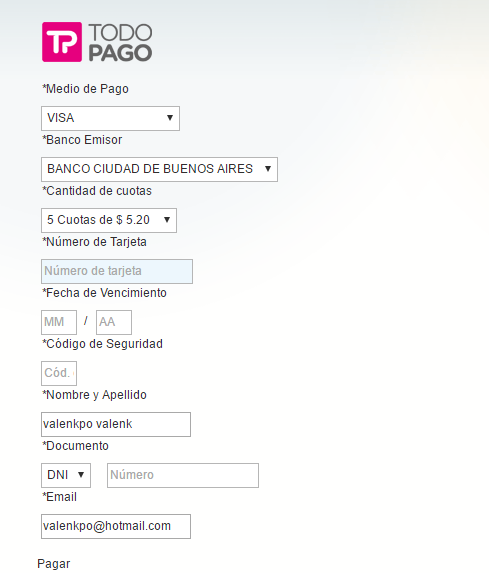 TP TODO
PAGO
*Medio de Pago
VISA
*Banco Emisor
BANCO CIUDAD DE BUENOS AIRES
*Cantidad de cuotas
5 Cuotas de $ 5.20
*Número de Tarjeta
Número de tarjeta
*Fecha de Vencimiento
MM / AA
*Código de Seguridad
Cód.
*Nombre y Apellido
valenkpo valenk
*Documento
DNI Número
*Email
valenkpo@hotmail.com
Pagar